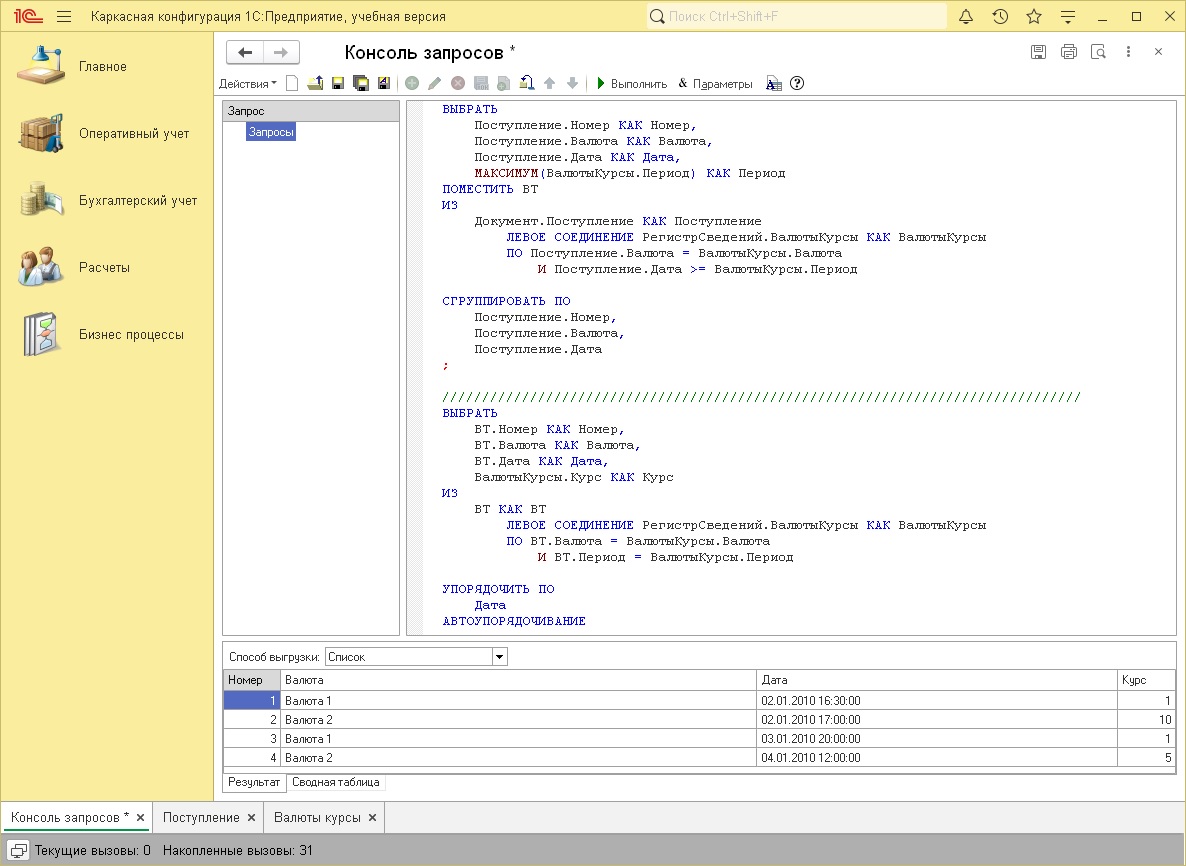 1С Каркасная конфигурация 1С:Предприятие, учебная версия
Поиск Ctrl+Shift+F
Главное
Оперативный учет
Бухгалтерский учет
Расчеты
Бизнес процессы
Консоль запросов *
Действия Выполнить & Параметры
Запрос
Запросы
ВЫБРАТЬ
Поступление.Номер КАК Номер,
Поступление.Валюта КАК Валюта,
Поступление.Дата КАК Дата,
МАКСИМУМ(ВалютыКурсы.Период) КАК Период
ПОМЕСТИТЬ ВТ
ИЗ
Документ.Поступление КАК Поступление
ЛЕВОЕ СОЕДИНЕНИЕ РегистрСведений.ВалютыКурсы КАК ВалютыКурсы
ПО Поступление.Валюта = ВалютыКурсы.Валюта
И Поступление.Дата >= ВалютыКурсы.Период
СГРУППИРОВАТЬ ПО
Поступление.Номер,
Поступление.Валюта,
Поступление.Дата
;
////////////////////////////////////////////////////////////////////////////////
ВЫБРАТЬ
ВТ.Номер КАК Номер,
ВТ.Валюта КАК Валюта,
ВТ.Дата КАК Дата,
ВалютыКурсы.Курс КАК Курс
ИЗ
ВТ КАК ВТ
ЛЕВОЕ СОЕДИНЕНИЕ РегистрСведений.ВалютыКурсы КАК ВалютыКурсы
ПО ВТ.Валюта = ВалютыКурсы.Валюта
И ВТ.Период = ВалютыКурсы.Период
УПОРЯДОЧИТЬ ПО
Дата
АВТОУПОРЯДОЧИВАНИЕ
Способ выгрузки: Список
Номер Валюта Дата Курс
1 Валюта 1 02.01.2010 16:30:00 1
2 Валюта 2 02.01.2010 17:00:00 10
3 Валюта 1 03.01.2010 20:00:00 1
4 Валюта 2 04.01.2010 12:00:00 5
Результат Сводная таблица
Консоль запросов * × Поступление × Валюты курсы ×
Текущие вызовы: 0 Накопленные вызовы: 31